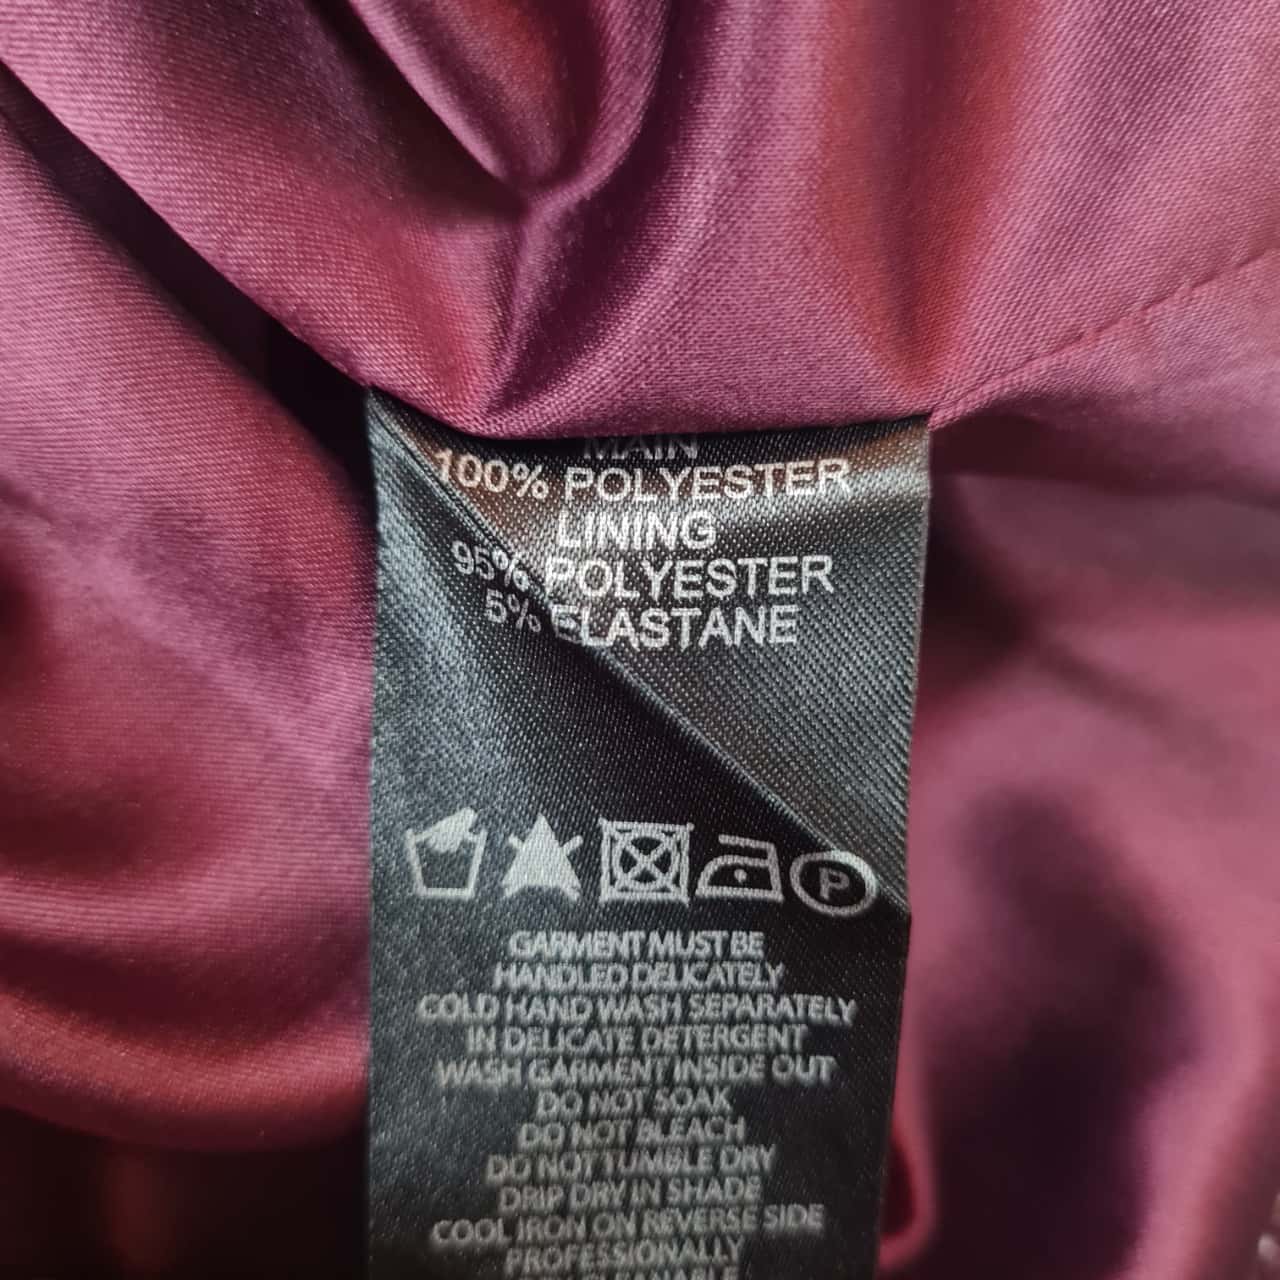 MAIN
100% POLYESTER
LINING
95% POLYESTER
5% ELASTANE
P
GARMENT MUST BE
HANDLED DELICATELY
COLD HAND WASH SEPARATELY
IN DELICATE DETERGENT
WASH GARMENT INSIDE OUT
DO NOT SOAK
DO NOT BLEACH
DO NOT TUMBLE DRY
DRIP DRY IN SHADE
COOL IRON ON REVERSE SIDE
PROFESSIONALLY